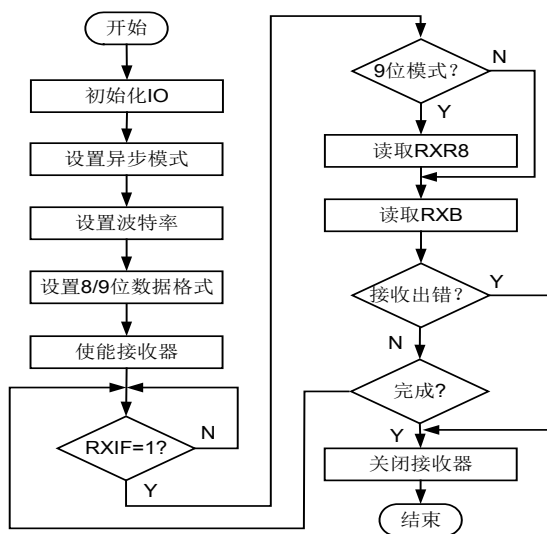 开始
初始化IO
设置异步模式
设置波特率
设置8/9位数据格式
使能接收器
RXIF=1?
N
Y
9位模式？
N
Y
读取RXR8
读取RXB
接收出错？
Y
N
完成？
Y
关闭接收器
结束